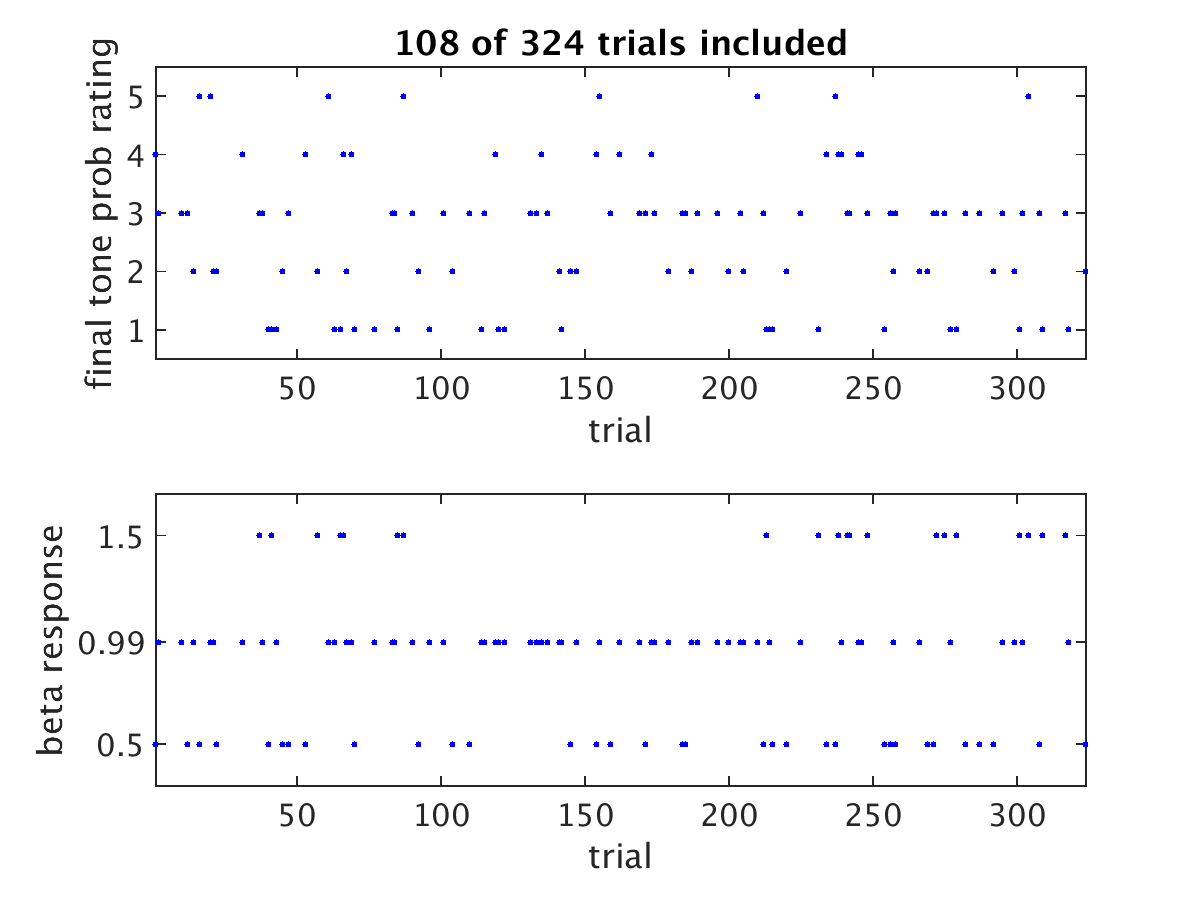 108 of 324 trials included
final tone prob rating
5
4
3
2
1
50 100 150 200 250 300
trial
beta response
1.5
0.99
0.5
50 100 150 200 250 300
trial